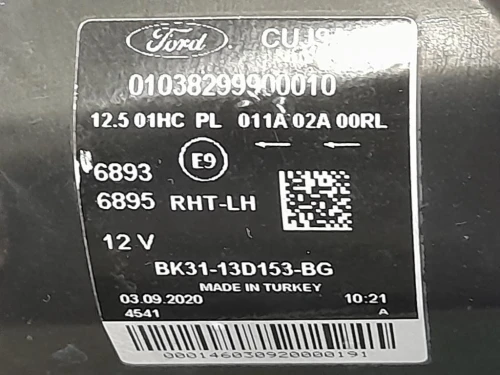 Ford
01038299900010
12.5 01HC PL 011A 02A 00RL
E9
6893
6895 RHT-LH
12 V
BK31-13D153-BG
MADE IN TURKEY
03.09.2020 10:21
4541 A
0001460309200000191